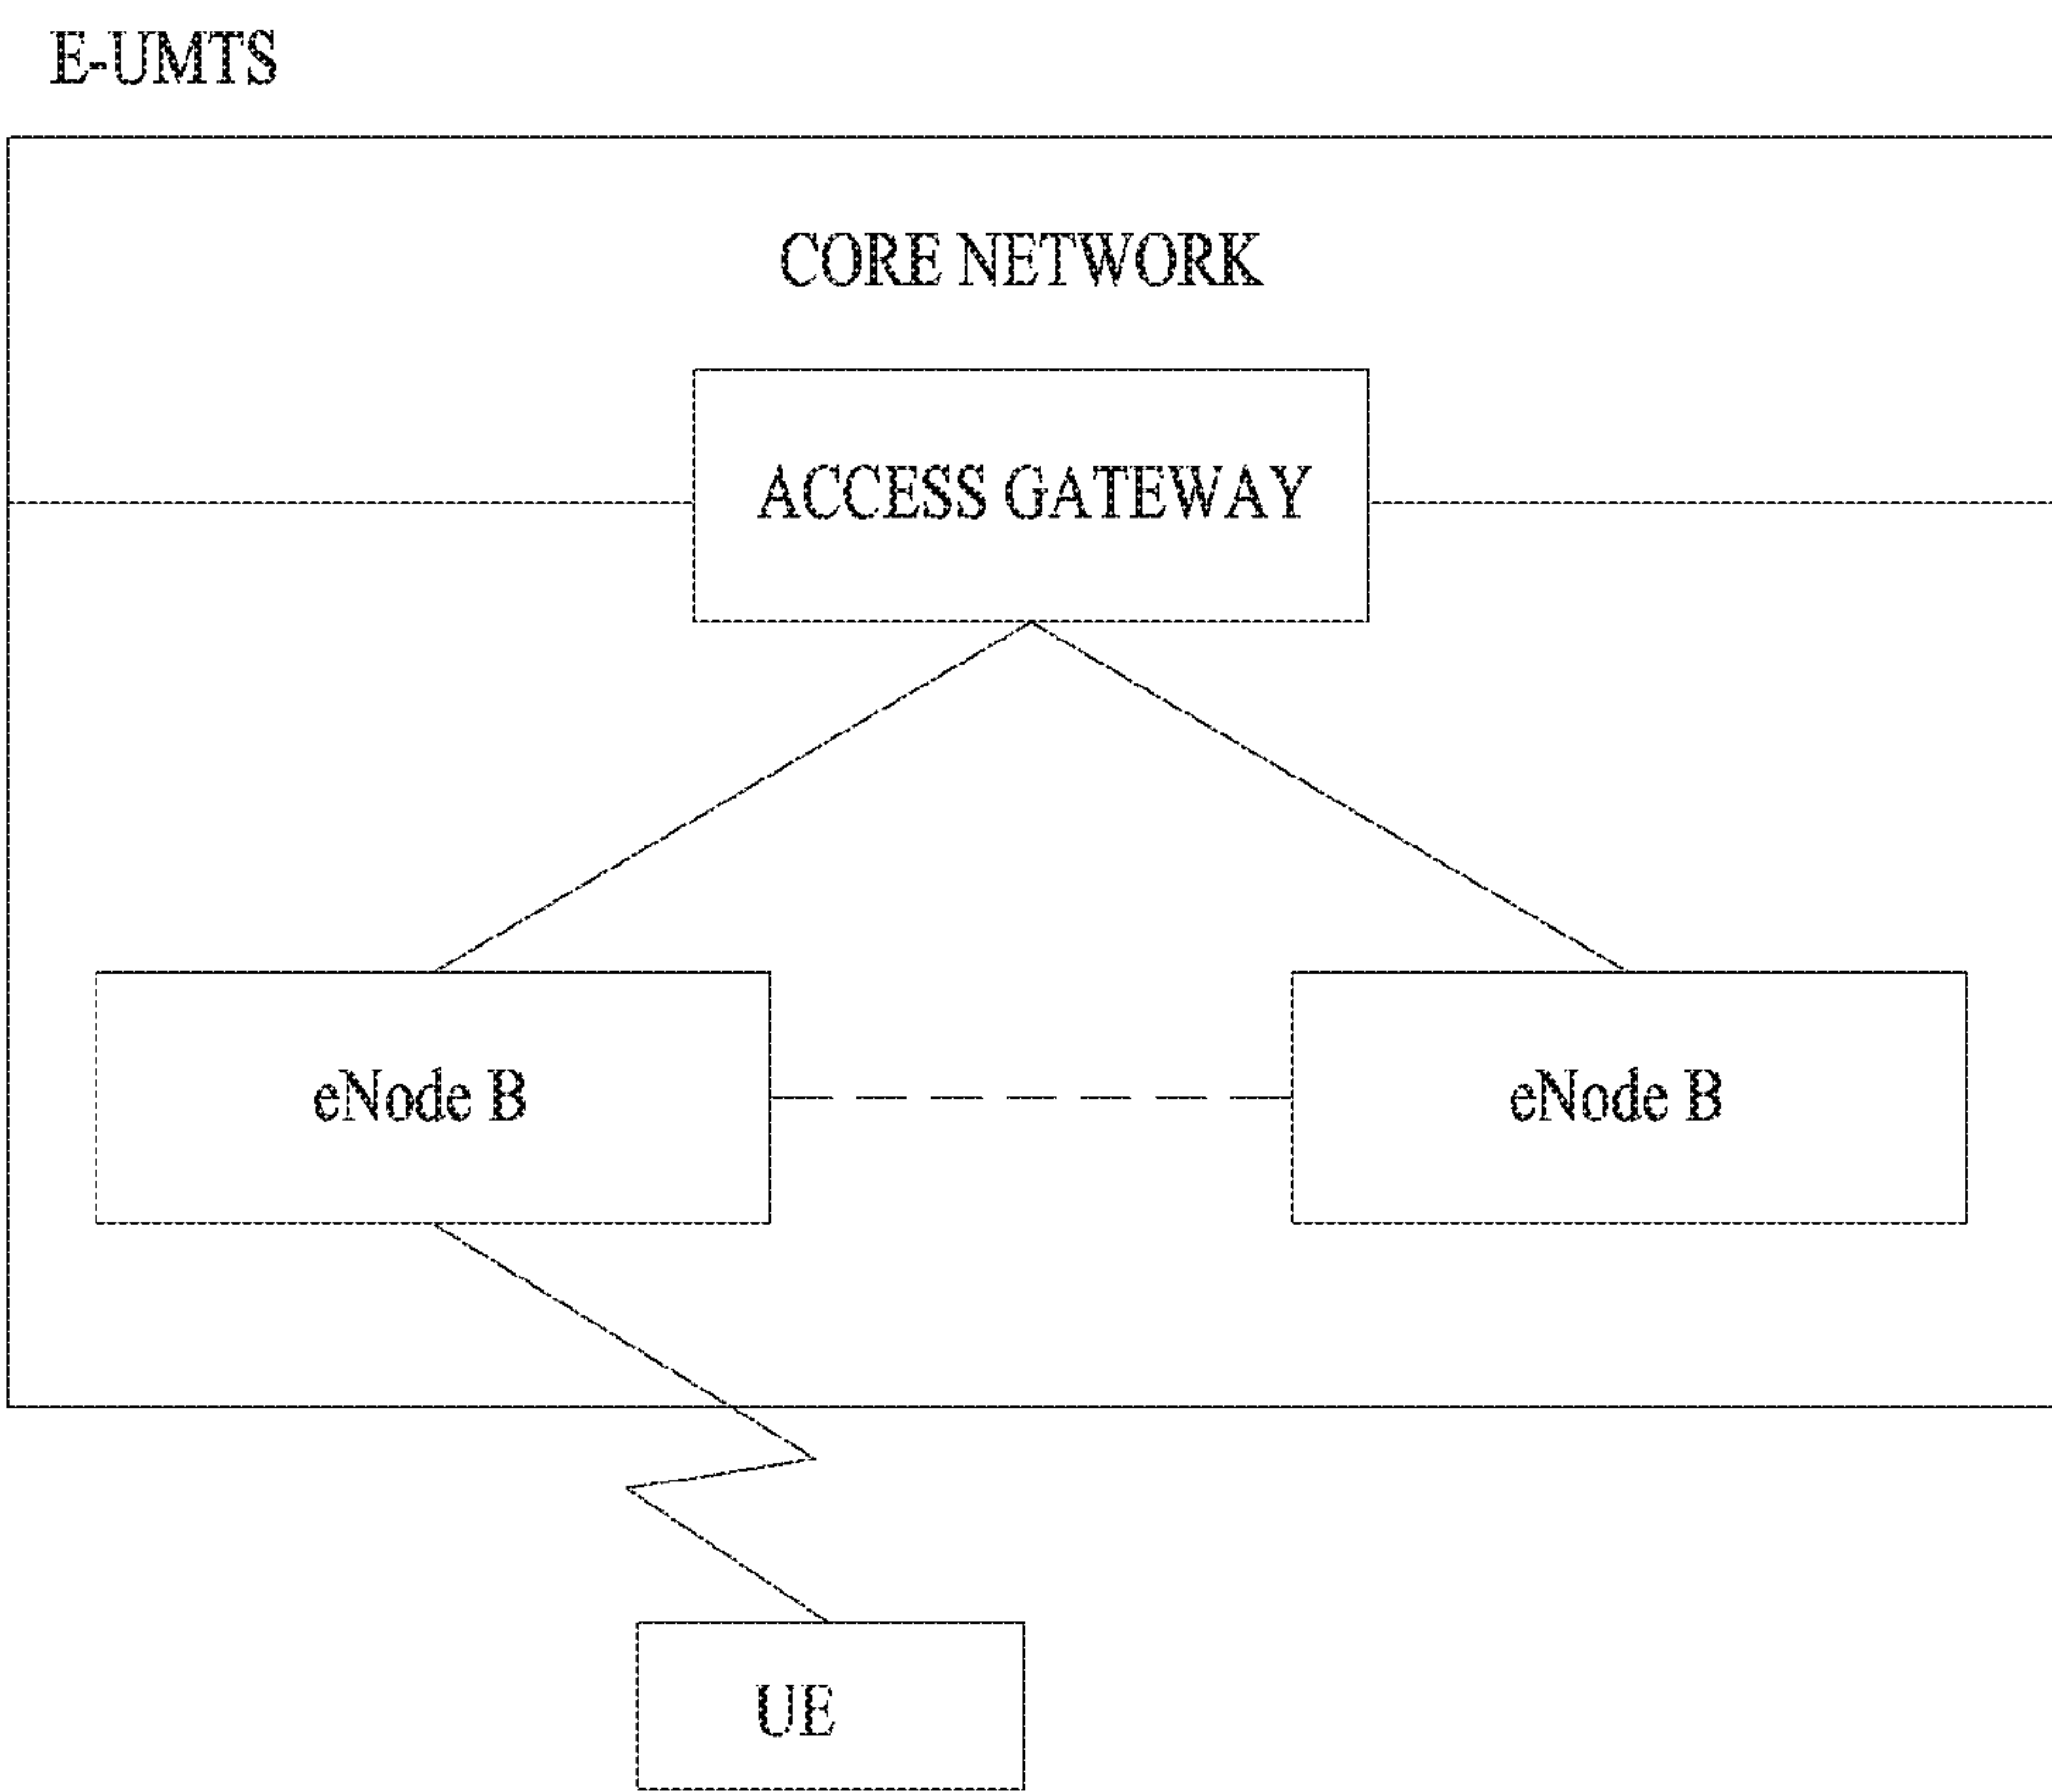 E-UMTS
CORE NETWORK
ACCESS GATEWAY
eNode B
eNode B
UE